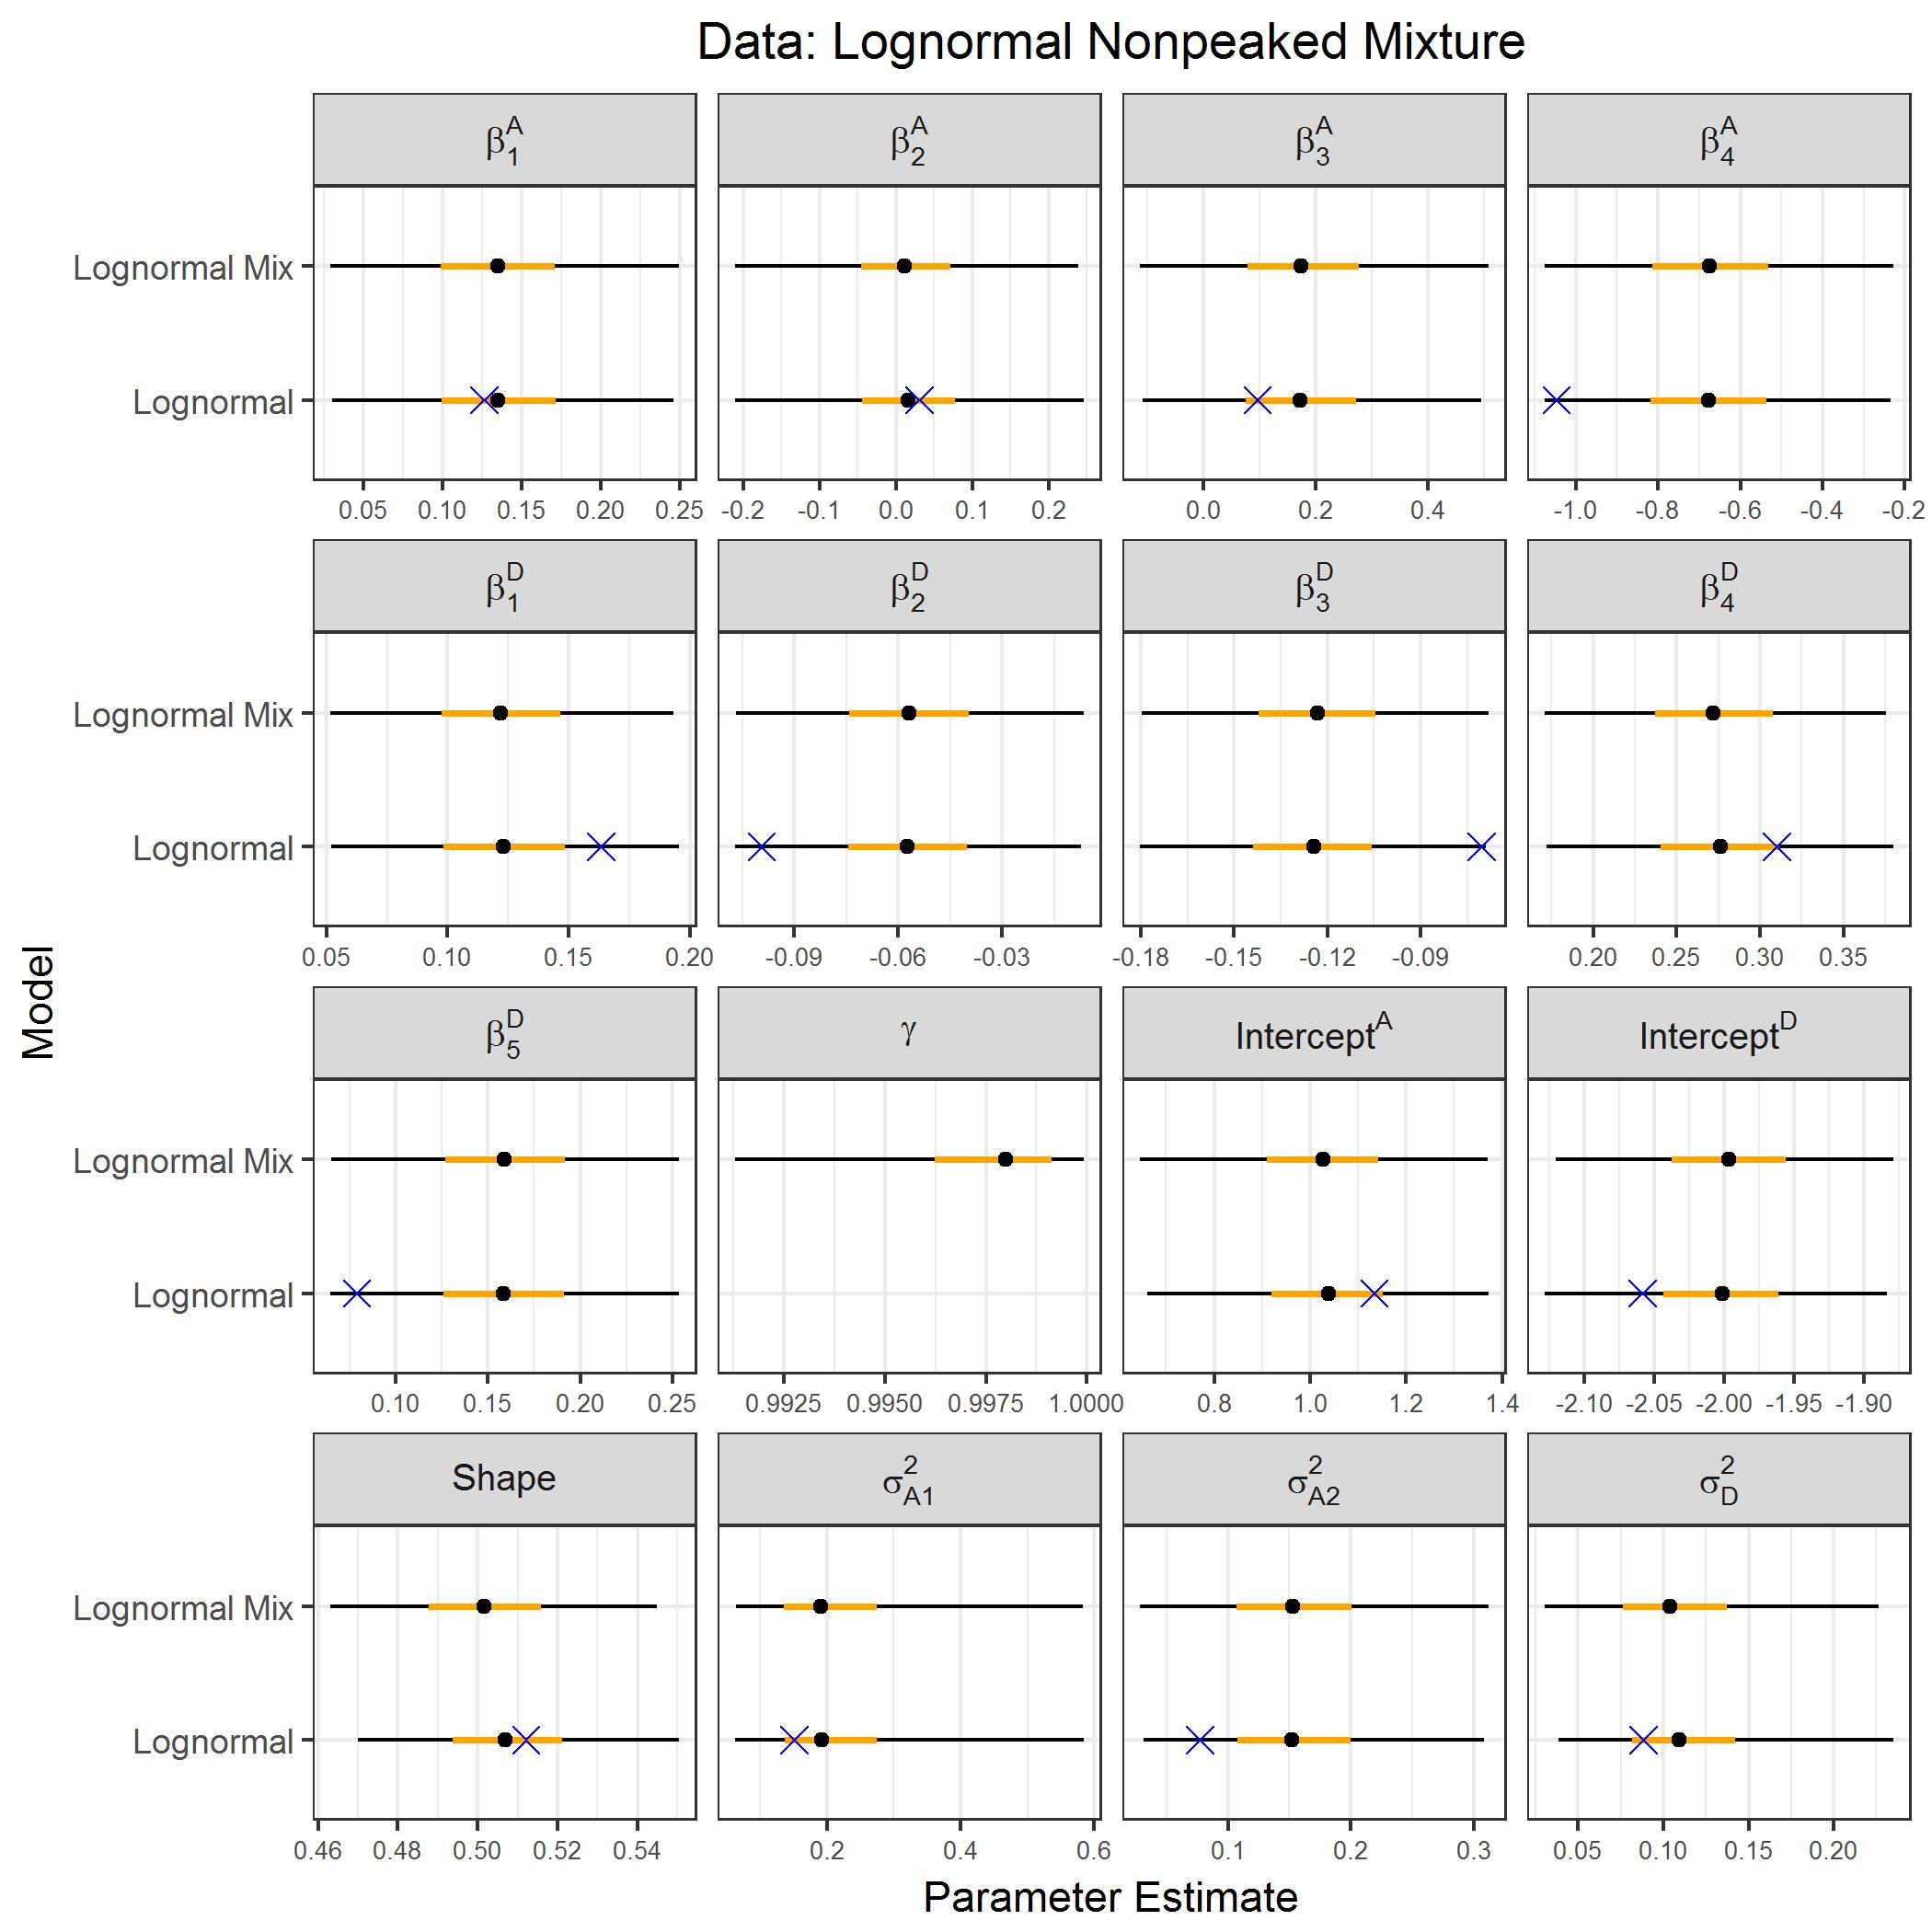 Data: Lognormal Nonpeaked Mixture
β₁ᴬ β₂ᴬ β₃ᴬ β₄ᴬ
Lognormal Mix
Lognormal
0.05 0.10 0.15 0.20 0.25 -0.2 -0.1 0.0 0.1 0.2 0.0 0.2 0.4 -1.0 -0.8 -0.6 -0.4 -0.2
β₁ᴰ β₂ᴰ β₃ᴰ β₄ᴰ
Lognormal Mix
Lognormal
0.05 0.10 0.15 0.20 -0.09 -0.06 -0.03 -0.18 -0.15 -0.12 -0.09 0.20 0.25 0.30 0.35
Model
β₅ᴰ γ Interceptᴬ Interceptᴰ
Lognormal Mix
Lognormal
0.10 0.15 0.20 0.25 0.9925 0.9950 0.9975 1.0000 0.8 1.0 1.2 1.4 -2.10 -2.05 -2.00 -1.95 -1.90
Shape σ²A1 σ²A2 σ²D
Lognormal Mix
Lognormal
0.46 0.48 0.50 0.52 0.54 0.2 0.4 0.6 0.1 0.2 0.3 0.05 0.10 0.15 0.20
Parameter Estimate